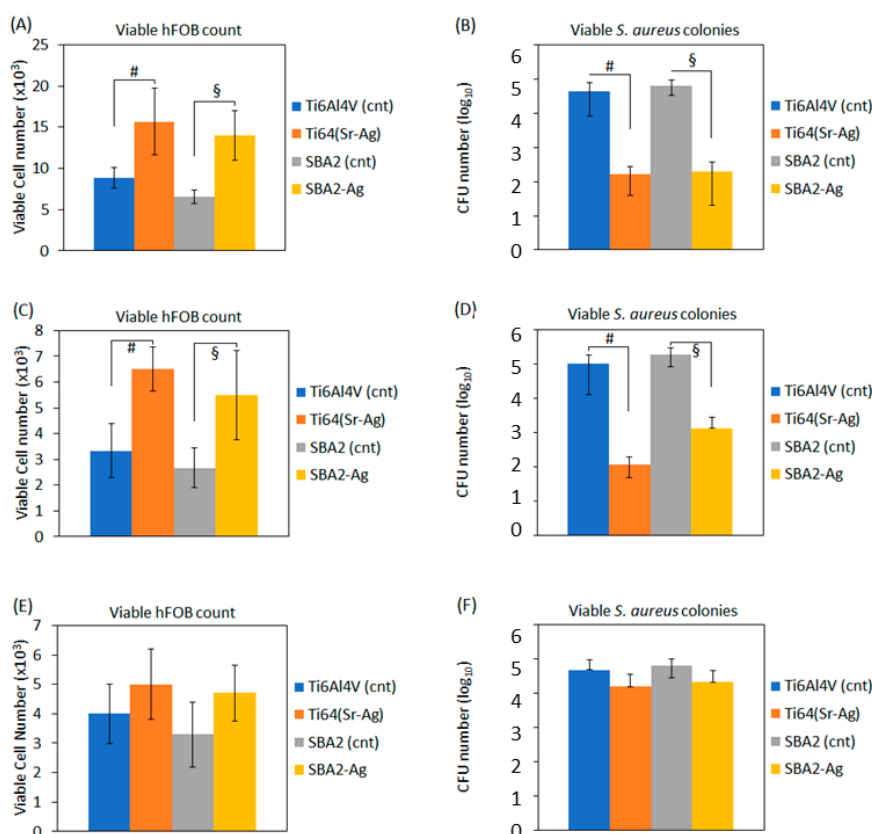 (A)
Viable hFOB count
Viable Cell number (x10³)
25
20
15
10
5
0
#
§
Ti6Al4V (cnt)
Ti64(Sr-Ag)
SBA2 (cnt)
SBA2-Ag
(B)
Viable S. aureus colonies
CFU number (log₁₀)
6
5
4
3
2
1
0
#
§
Ti6Al4V (cnt)
Ti64(Sr-Ag)
SBA2 (cnt)
SBA2-Ag
(C)
Viable hFOB count
Viable Cell number (x10³)
8
7
6
5
4
3
2
1
0
#
§
Ti6Al4V (cnt)
Ti64(Sr-Ag)
SBA2 (cnt)
SBA2-Ag
(D)
Viable S. aureus colonies
CFU number (log₁₀)
6
5
4
3
2
1
0
#
§
Ti6Al4V (cnt)
Ti64(Sr-Ag)
SBA2 (cnt)
SBA2-Ag
(E)
Viable hFOB count
Viable Cell Number (x10³)
7
6
5
4
3
2
1
0
Ti6Al4V (cnt)
Ti64(Sr-Ag)
SBA2 (cnt)
SBA2-Ag
(F)
Viable S. aureus colonies
CFU number (log₁₀)
6
5
4
3
2
1
0
Ti6Al4V (cnt)
Ti64(Sr-Ag)
SBA2 (cnt)
SBA2-Ag